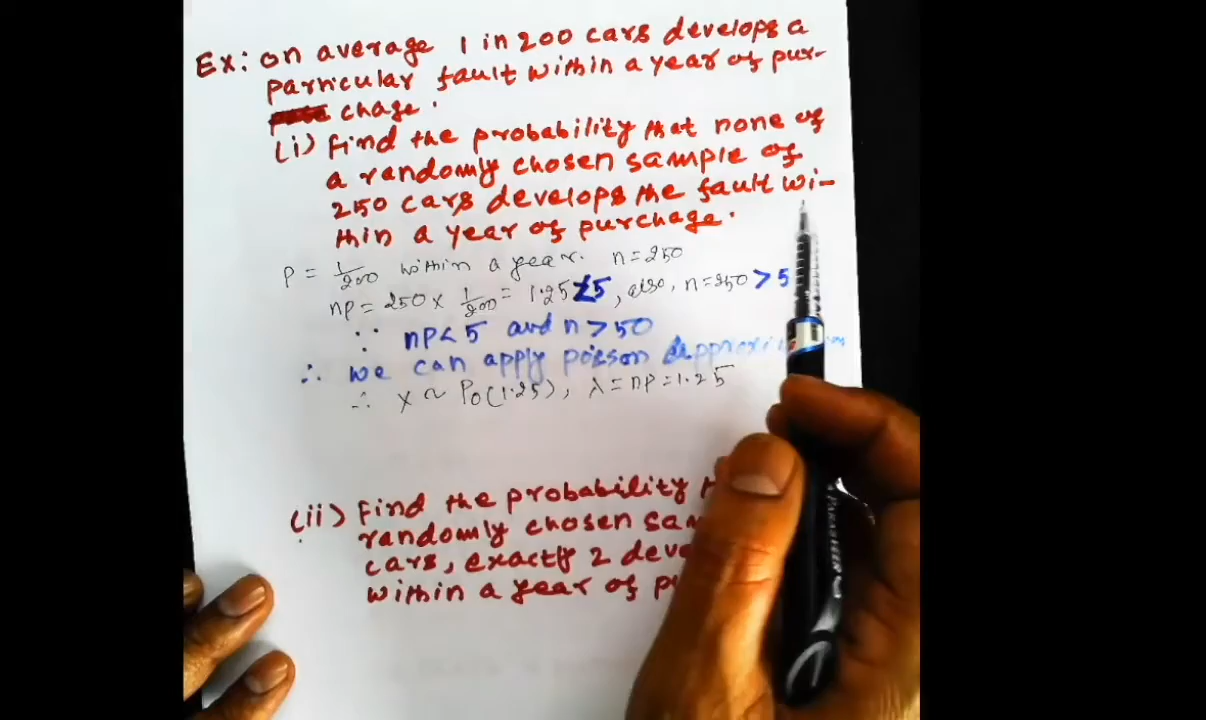 Ex: on average 1 in 200 cars develops a
particular fault within a year of pur-
chage.
(i) Find the probability that none of
a randomly chosen sample of
250 cars develops the fault wi-
thin a year of purchage.
P = 1/200 within a year. n=250
np = 250 × 1/200 = 1.25 < 5, also, n=250 > 5
∵ np < 5 and n > 50
∴ we can apply poisson
∴ X ~ Po(1.25), λ = np = 1.25
(ii) Find the probability
randomly chosen
cars, exactly 2
within a year of